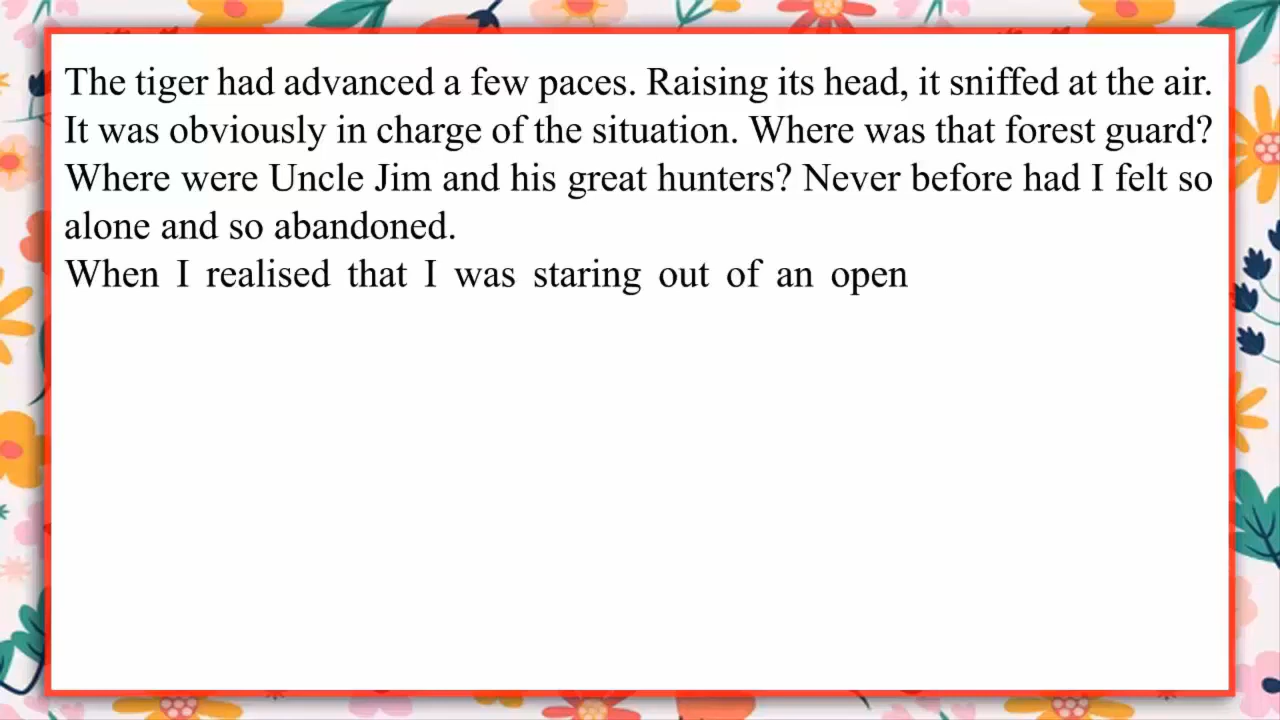 The tiger had advanced a few paces. Raising its head, it sniffed at the air.
It was obviously in charge of the situation. Where was that forest guard?
Where were Uncle Jim and his great hunters? Never before had I felt so
alone and so abandoned.
When I realised that I was staring out of an open